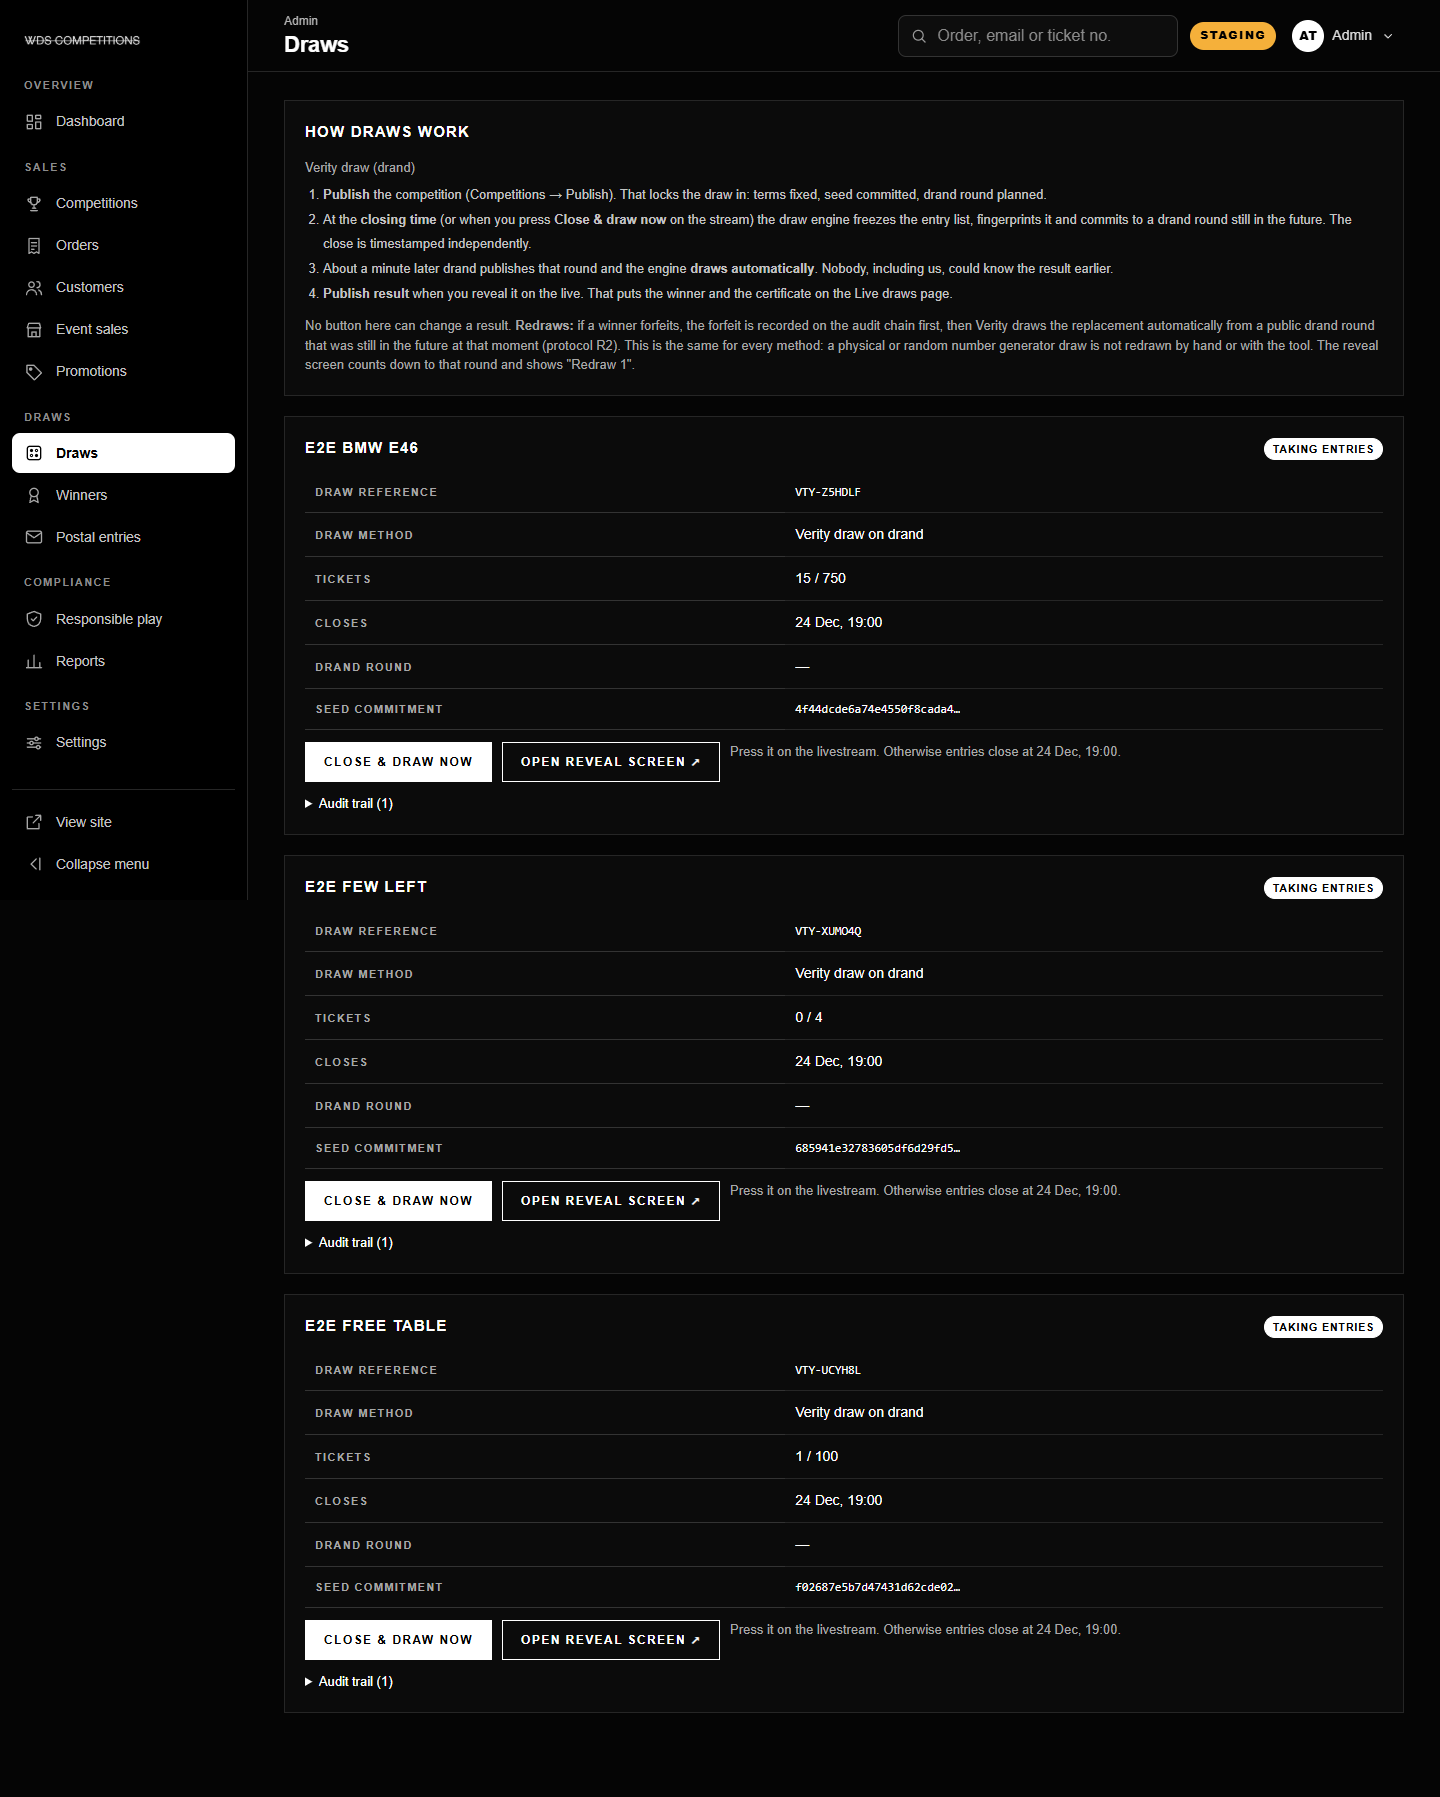 WDS COMPETITIONS
OVERVIEW
Dashboard
SALES
Competitions
Orders
Customers
Event sales
Promotions
DRAWS
Draws
Winners
Postal entries
COMPLIANCE
Responsible play
Reports
SETTINGS
Settings
View site
Collapse menu
Admin
Draws
Order, email or ticket no.
STAGING
AT
Admin
HOW DRAWS WORK
Verity draw (drand)
1. Publish the competition (Competitions → Publish). That locks the draw in: terms fixed, seed committed, drand round planned.
2. At the closing time (or when you press Close & draw now on the stream) the draw engine freezes the entry list, fingerprints it and commits to a drand round still in the future. The
close is timestamped independently.
3. About a minute later drand publishes that round and the engine draws automatically. Nobody, including us, could know the result earlier.
4. Publish result when you reveal it on the live. That puts the winner and the certificate on the Live draws page.
No button here can change a result. Redraws: if a winner forfeits, the forfeit is recorded on the audit chain first, then Verity draws the replacement automatically from a public drand round
that was still in the future at that moment (protocol R2). This is the same for every method: a physical or random number generator draw is not redrawn by hand or with the tool. The reveal
screen counts down to that round and shows "Redraw 1".
E2E BMW E46
TAKING ENTRIES
DRAW REFERENCE
VTY-Z5HDLF
DRAW METHOD
Verity draw on drand
TICKETS
15 / 750
CLOSES
24 Dec, 19:00
DRAND ROUND
—
SEED COMMITMENT
4f44dcde6a74e4550f8cada4…
CLOSE & DRAW NOW
OPEN REVEAL SCREEN ↗
Press it on the livestream. Otherwise entries close at 24 Dec, 19:00.
▶ Audit trail (1)
E2E FEW LEFT
TAKING ENTRIES
DRAW REFERENCE
VTY-XUMO4Q
DRAW METHOD
Verity draw on drand
TICKETS
0 / 4
CLOSES
24 Dec, 19:00
DRAND ROUND
—
SEED COMMITMENT
685941e32783605df6d29fd5…
CLOSE & DRAW NOW
OPEN REVEAL SCREEN ↗
Press it on the livestream. Otherwise entries close at 24 Dec, 19:00.
▶ Audit trail (1)
E2E FREE TABLE
TAKING ENTRIES
DRAW REFERENCE
VTY-UCYH8L
DRAW METHOD
Verity draw on drand
TICKETS
1 / 100
CLOSES
24 Dec, 19:00
DRAND ROUND
—
SEED COMMITMENT
f02687e5b7d47431d62cde02…
CLOSE & DRAW NOW
OPEN REVEAL SCREEN ↗
Press it on the livestream. Otherwise entries close at 24 Dec, 19:00.
▶ Audit trail (1)